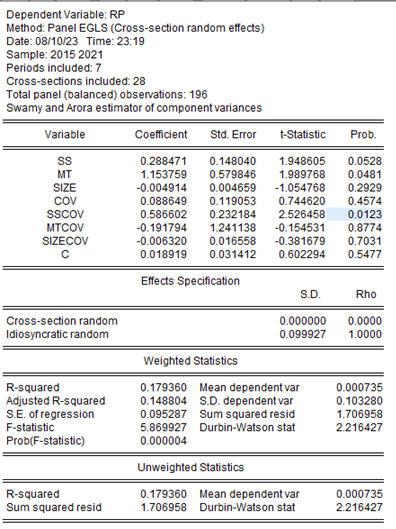 Dependent Variable: RP
Method: Panel EGLS (Cross-section random effects)
Date: 08/10/23 Time: 23:19
Sample: 2015 2021
Periods included: 7
Cross-sections included: 28
Total panel (balanced) observations: 196
Swamy and Arora estimator of component variances
Variable Coefficient Std. Error t-Statistic Prob.
SS 0.288471 0.148040 1.948605 0.0528
MT 1.153759 0.579846 1.989768 0.0481
SIZE -0.004914 0.004659 -1.054768 0.2929
COV 0.088649 0.119053 0.744620 0.4574
SSCOV 0.586602 0.232184 2.526458 0.0123
MTCOV -0.191794 1.241138 -0.154531 0.8774
SIZECOV -0.006320 0.016558 -0.381679 0.7031
C 0.018919 0.031412 0.602294 0.5477
Effects Specification
S.D. Rho
Cross-section random 0.000000 0.0000
Idiosyncratic random 0.099927 1.0000
Weighted Statistics
R-squared 0.179360 Mean dependent var 0.000735
Adjusted R-squared 0.148804 S.D. dependent var 0.103280
S.E. of regression 0.095287 Sum squared resid 1.706958
F-statistic 5.869927 Durbin-Watson stat 2.216427
Prob(F-statistic) 0.000004
Unweighted Statistics
R-squared 0.179360 Mean dependent var 0.000735
Sum squared resid 1.706958 Durbin-Watson stat 2.216427